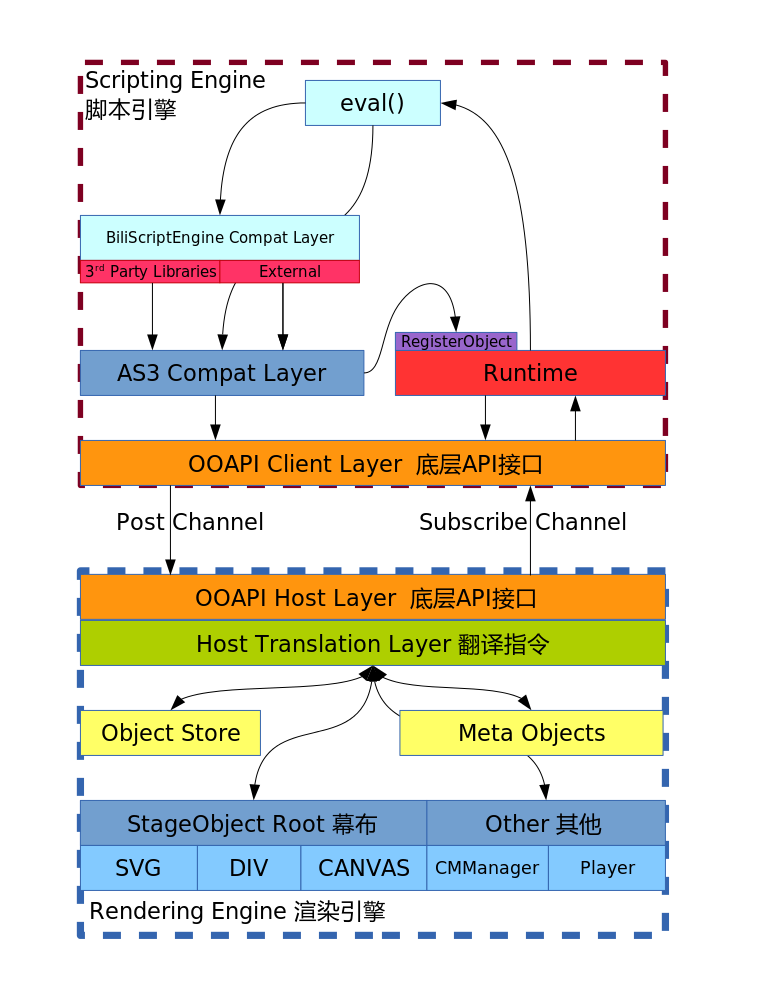 Scripting Engine
脚本引擎
eval()
BiliScriptEngine Compat Layer
3rd Party Libraries
External
RegisterObject
AS3 Compat Layer
Runtime
OOAPI Client Layer 底层API接口
Post Channel
Subscribe Channel
OOAPI Host Layer 底层API接口
Host Translation Layer 翻译指令
Object Store
Meta Objects
StageObject Root 幕布
Other 其他
SVG
DIV
CANVAS
CMManager
Player
Rendering Engine 渲染引擎